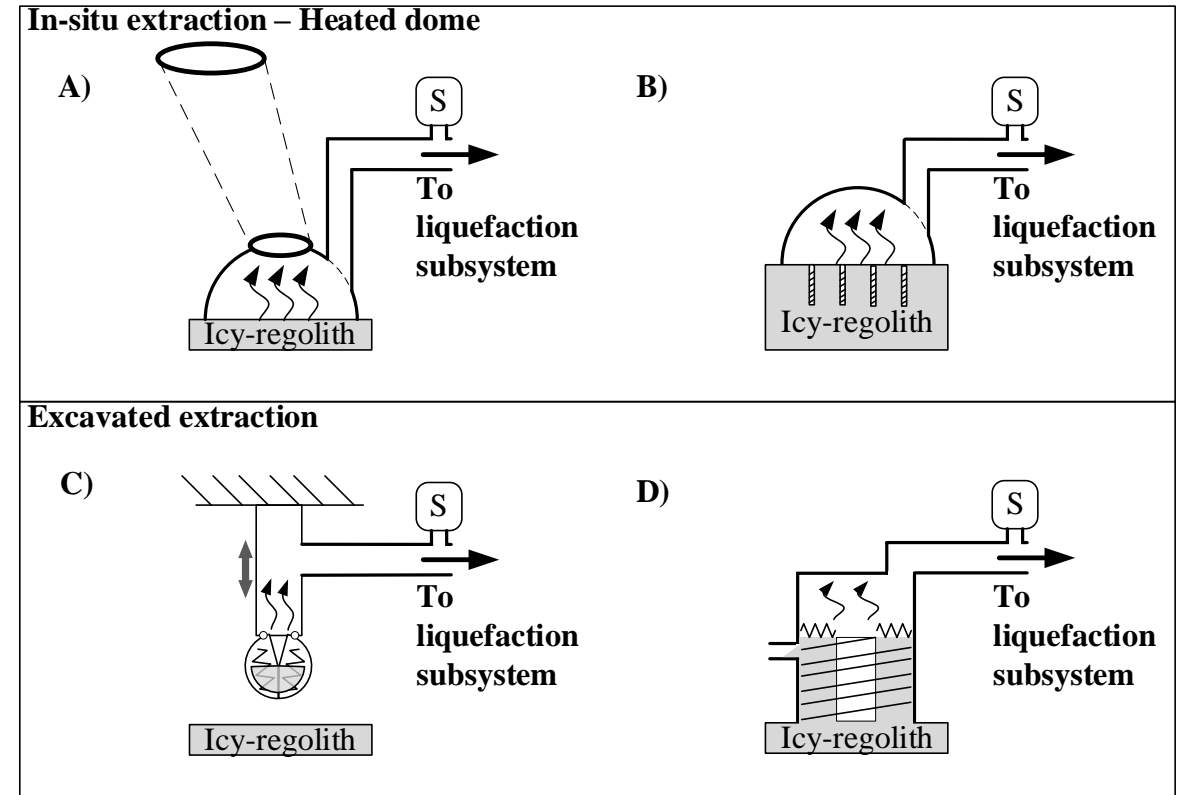 In-situ extraction – Heated dome
A)
S
To
liquefaction
subsystem
Icy-regolith
B)
S
To
liquefaction
subsystem
Icy-regolith
Excavated extraction
C)
S
To
liquefaction
subsystem
Icy-regolith
D)
S
To
liquefaction
subsystem
Icy-regolith